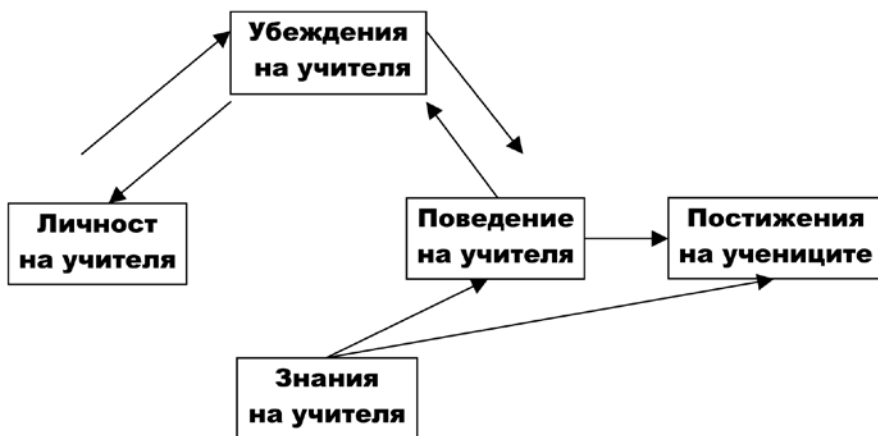 Убеждения
на учителя
Личност
на учителя
Поведение
на учителя
Постижения
на учениците
Знания
на учителя